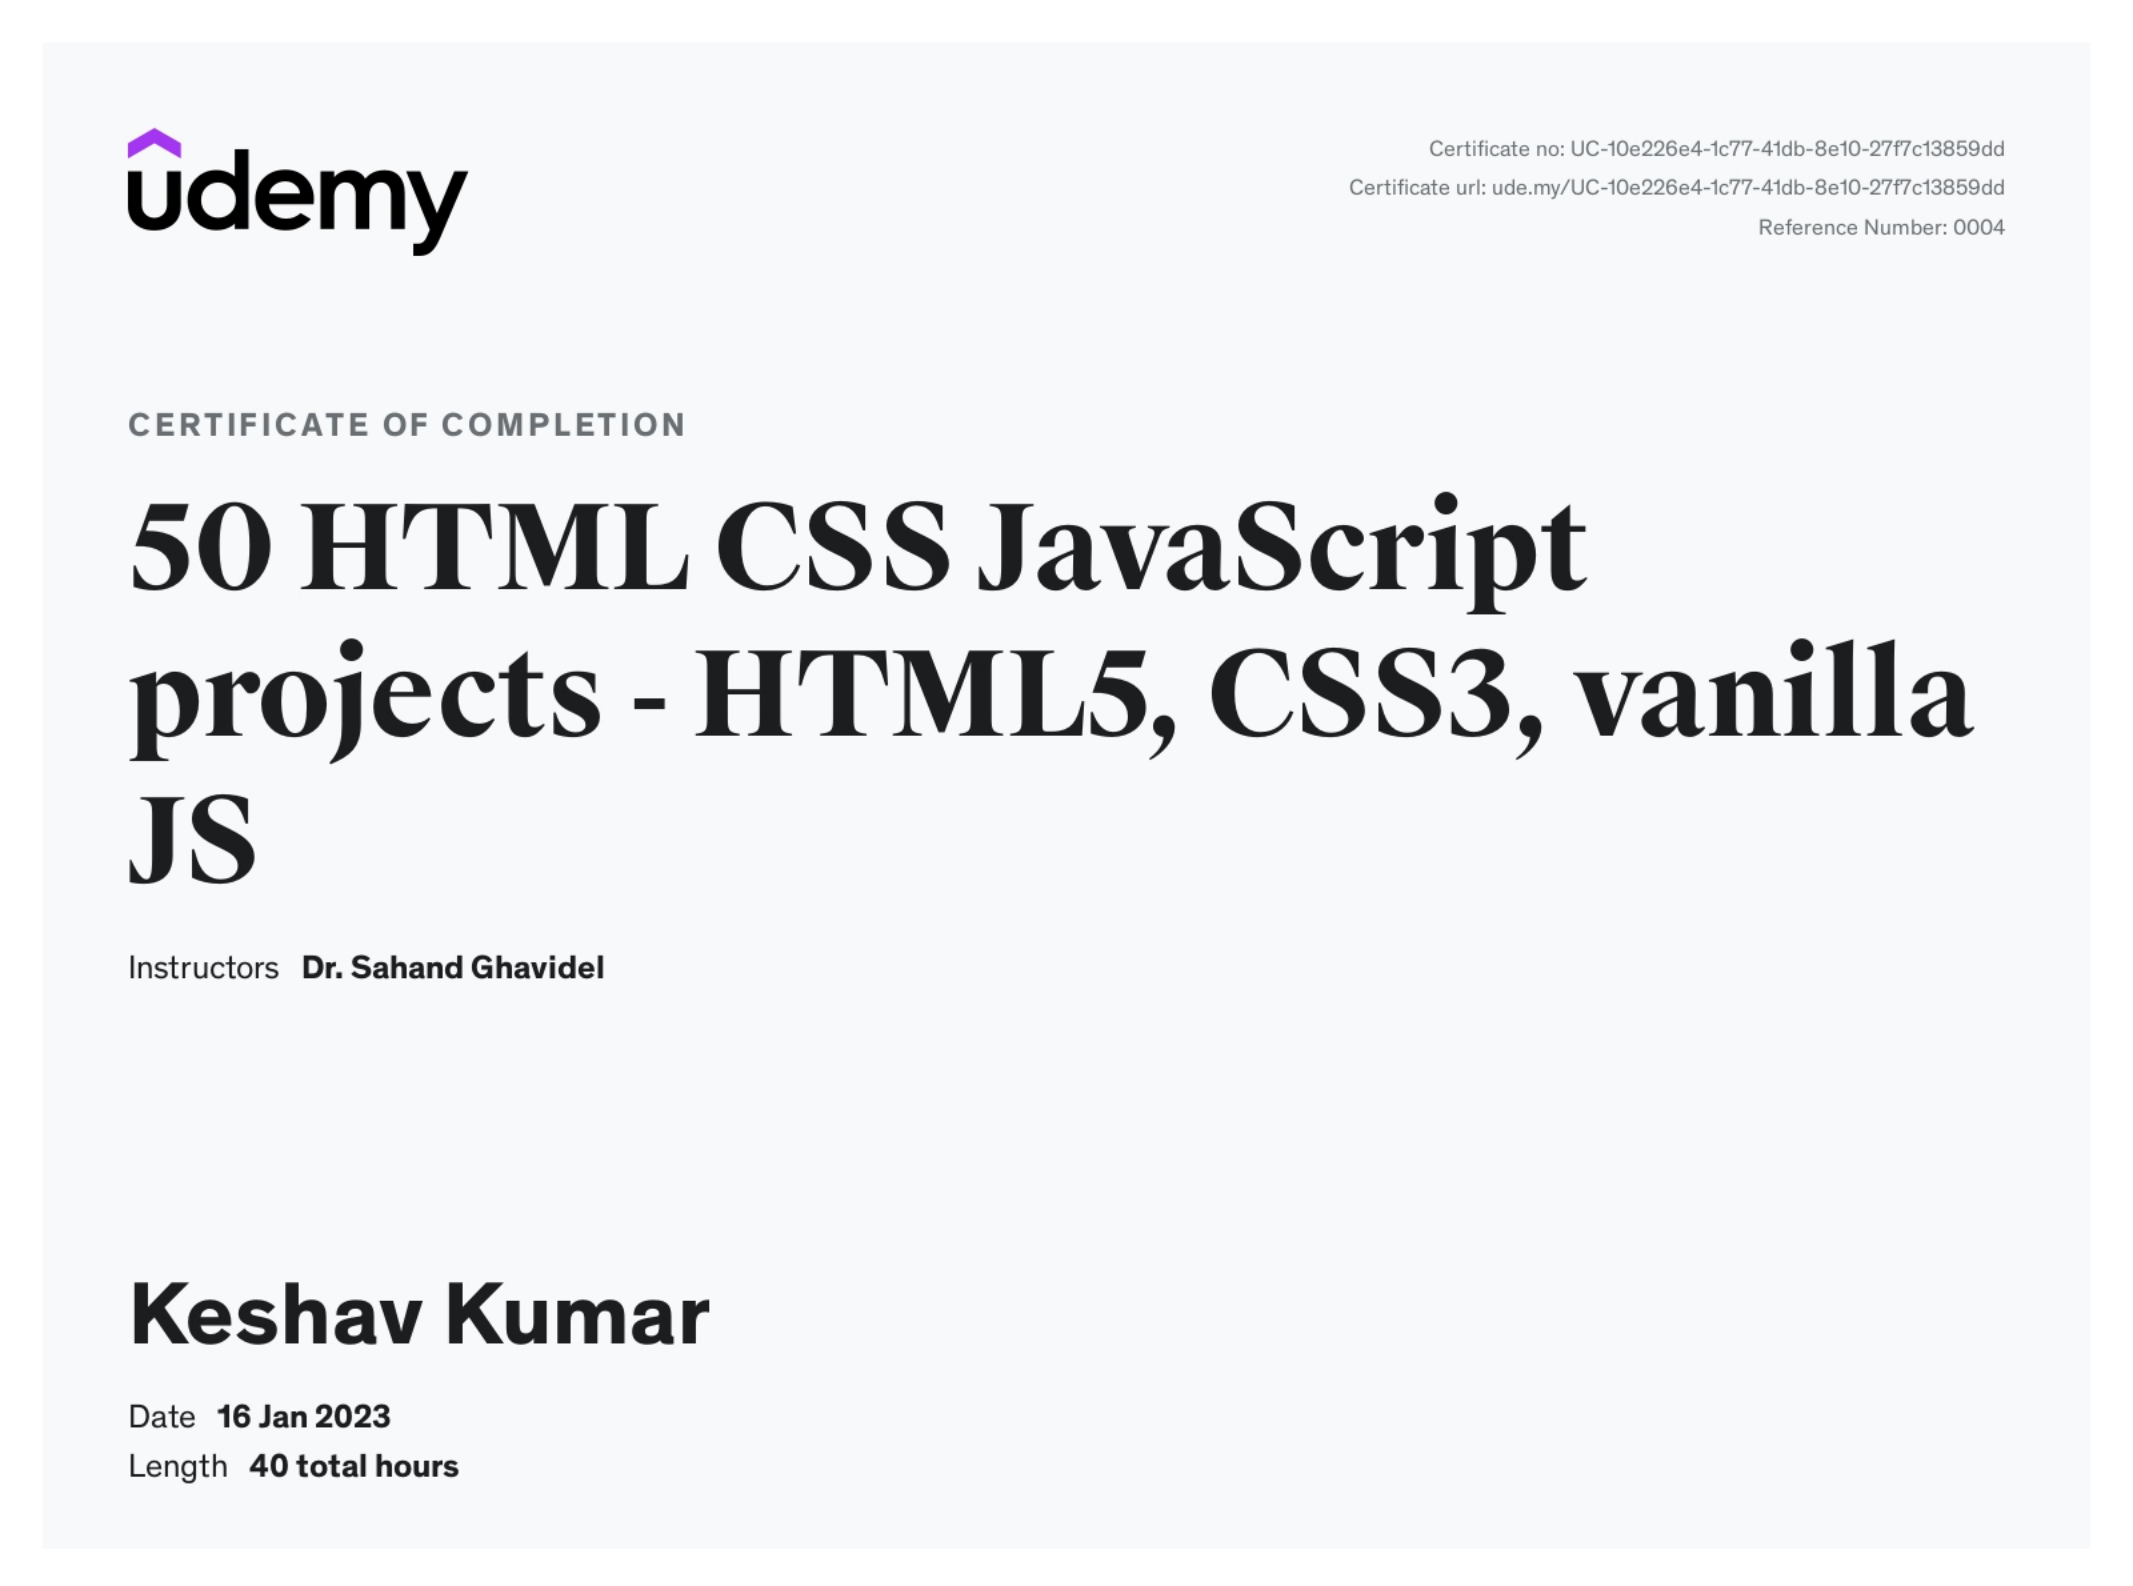 udemy
Certificate no: UC-10e226e4-1c77-41db-8e10-27f7c13859dd
Certificate url: ude.my/UC-10e226e4-1c77-41db-8e10-27f7c13859dd
Reference Number: 0004
CERTIFICATE OF COMPLETION
50 HTML CSS JavaScript
projects - HTML5, CSS3, vanilla
JS
Instructors Dr. Sahand Ghavidel
Keshav Kumar
Date 16 Jan 2023
Length 40 total hours